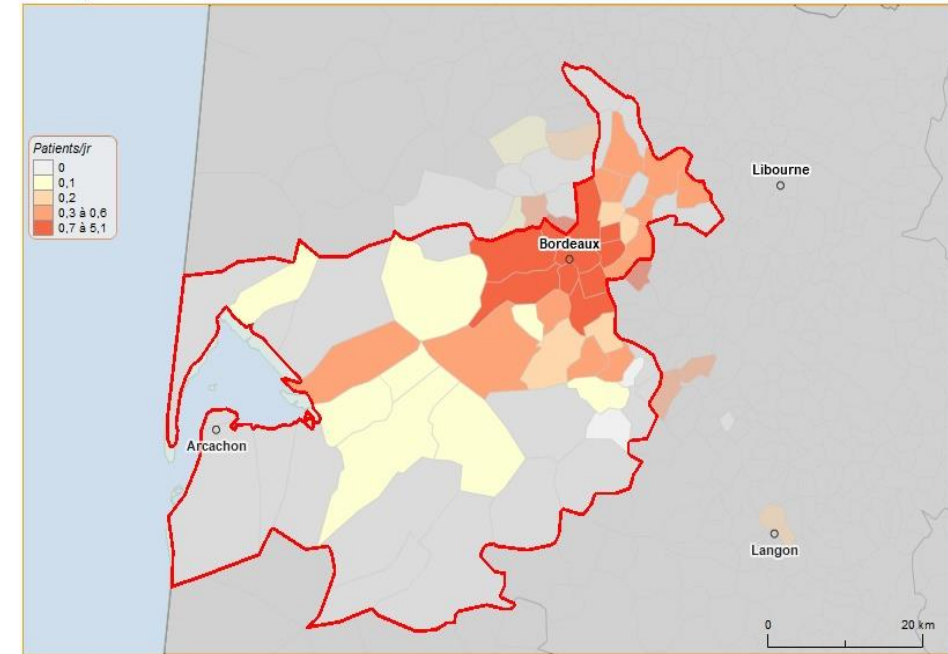 Patients/jr
0
0,1
0,2
0,3 à 0,6
0,7 à 5,1
Libourne
Bordeaux
Arcachon
Langon
0 20 km